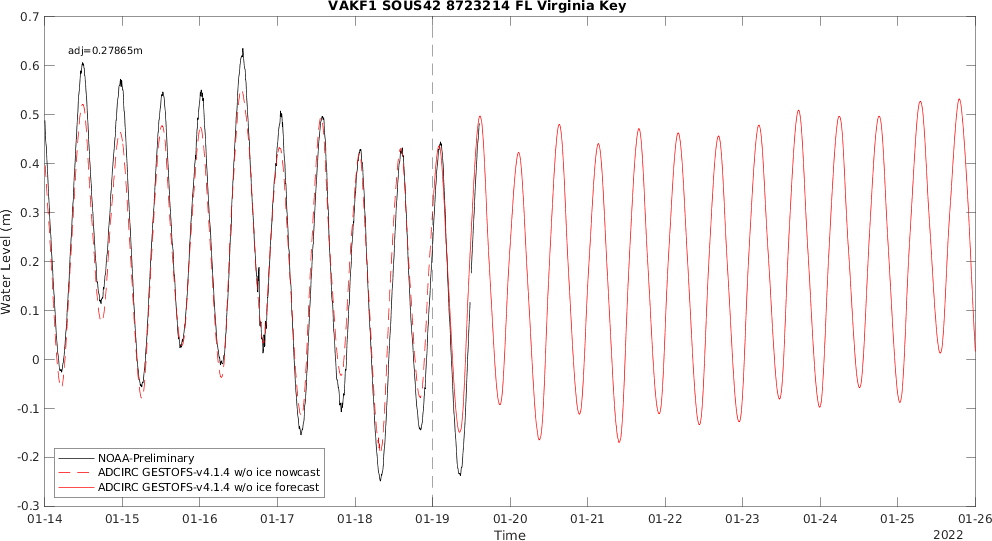 VAKF1 SOUS42 8723214 FL Virginia Key
0.7
0.6
0.5
0.4
0.3
0.2
0.1
0
-0.1
-0.2
-0.3
Water Level (m)
adj=0.27865m
NOAA-Preliminary
ADCIRC GESTOFS-v4.1.4 w/o ice nowcast
ADCIRC GESTOFS-v4.1.4 w/o ice forecast
01-14 01-15 01-16 01-17 01-18 01-19 01-20 01-21 01-22 01-23 01-24 01-25 01-26
Time
2022